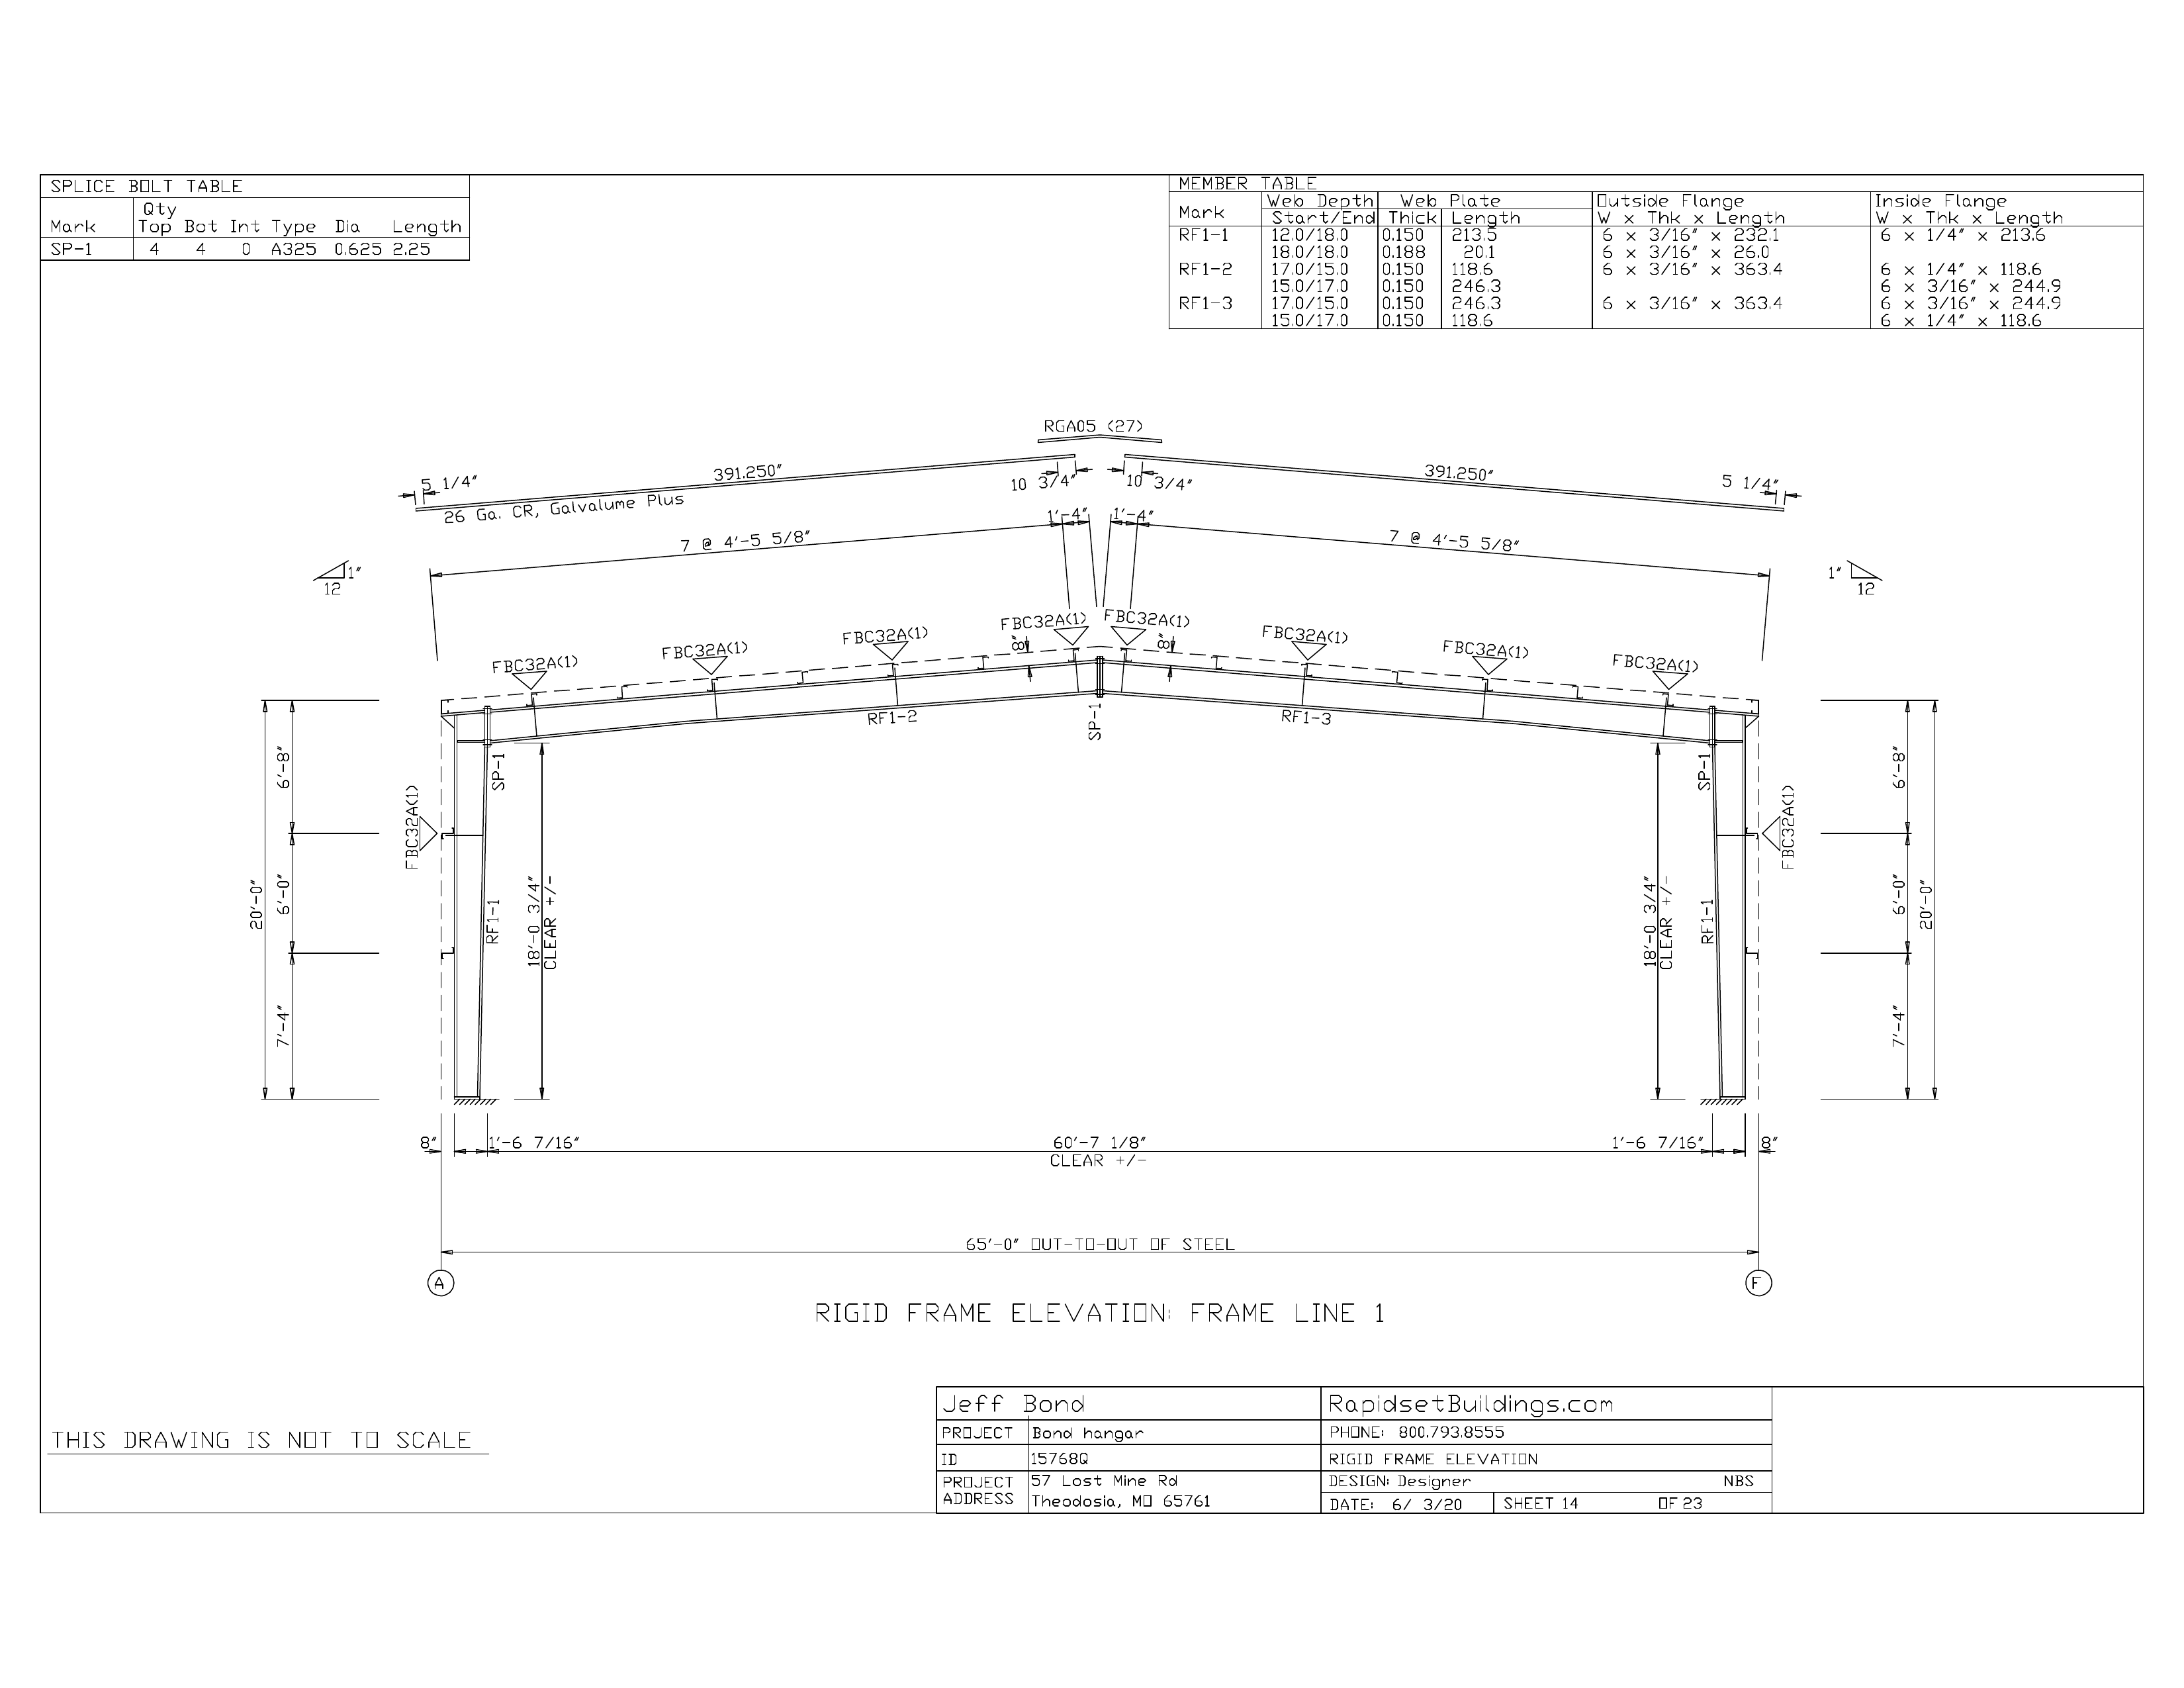 SPLICE BOLT TABLE
Qty
Mark Top Bot Int Type Dia Length
SP-1 4 4 0 A325 0.625 2.25
MEMBER TABLE
Web Depth Web Plate Outside Flange Inside Flange
Mark Start/End Thick Length W x Thk x Length W x Thk x Length
RF1-1 12.0/18.0 0.150 213.5 6 x 3/16" x 232.1 6 x 1/4" x 213.6
18.0/18.0 0.188 20.1 6 x 3/16" x 26.0
RF1-2 17.0/15.0 0.150 118.6 6 x 3/16" x 363.4 6 x 1/4" x 118.6
15.0/17.0 0.150 246.3 6 x 3/16" x 244.9
RF1-3 17.0/15.0 0.150 246.3 6 x 3/16" x 363.4 6 x 3/16" x 244.9
15.0/17.0 0.150 118.6 6 x 1/4" x 118.6
RGA05 (27)
5 1/4" 391.250" 10 3/4" 10 3/4" 391.250" 5 1/4"
26 Ga. CR, Galvalume Plus
1'-4" 1'-4"
7 @ 4'-5 5/8" 7 @ 4'-5 5/8"
1" 12
1" 12
FBC32A(1) FBC32A(1) FBC32A(1) FBC32A(1) FBC32A(1) FBC32A(1) FBC32A(1) FBC32A(1)
8" 8"
RF1-2 SP-1 RF1-3
SP-1 SP-1
20'-0" 6'-8" 6'-0" 7'-4"
FBC32A(1)
RF1-1
18'-0 3/4"
CLEAR +/-
18'-0 3/4"
CLEAR +/-
RF1-1
FBC32A(1)
6'-8" 6'-0" 7'-4" 20'-0"
8" 1'-6 7/16" 60'-7 1/8" 1'-6 7/16" 8"
CLEAR +/-
65'-0" OUT-TO-OUT OF STEEL
A F
RIGID FRAME ELEVATION: FRAME LINE 1
THIS DRAWING IS NOT TO SCALE
Jeff Bond RapidsetBuildings.com
PROJECT Bond hangar PHONE: 800.793.8555
ID 15768Q RIGID FRAME ELEVATION
PROJECT ADDRESS 57 Lost Mine Rd DESIGN: Designer NBS
Theodosia, MO 65761 DATE: 6/ 3/20 SHEET 14 OF 23